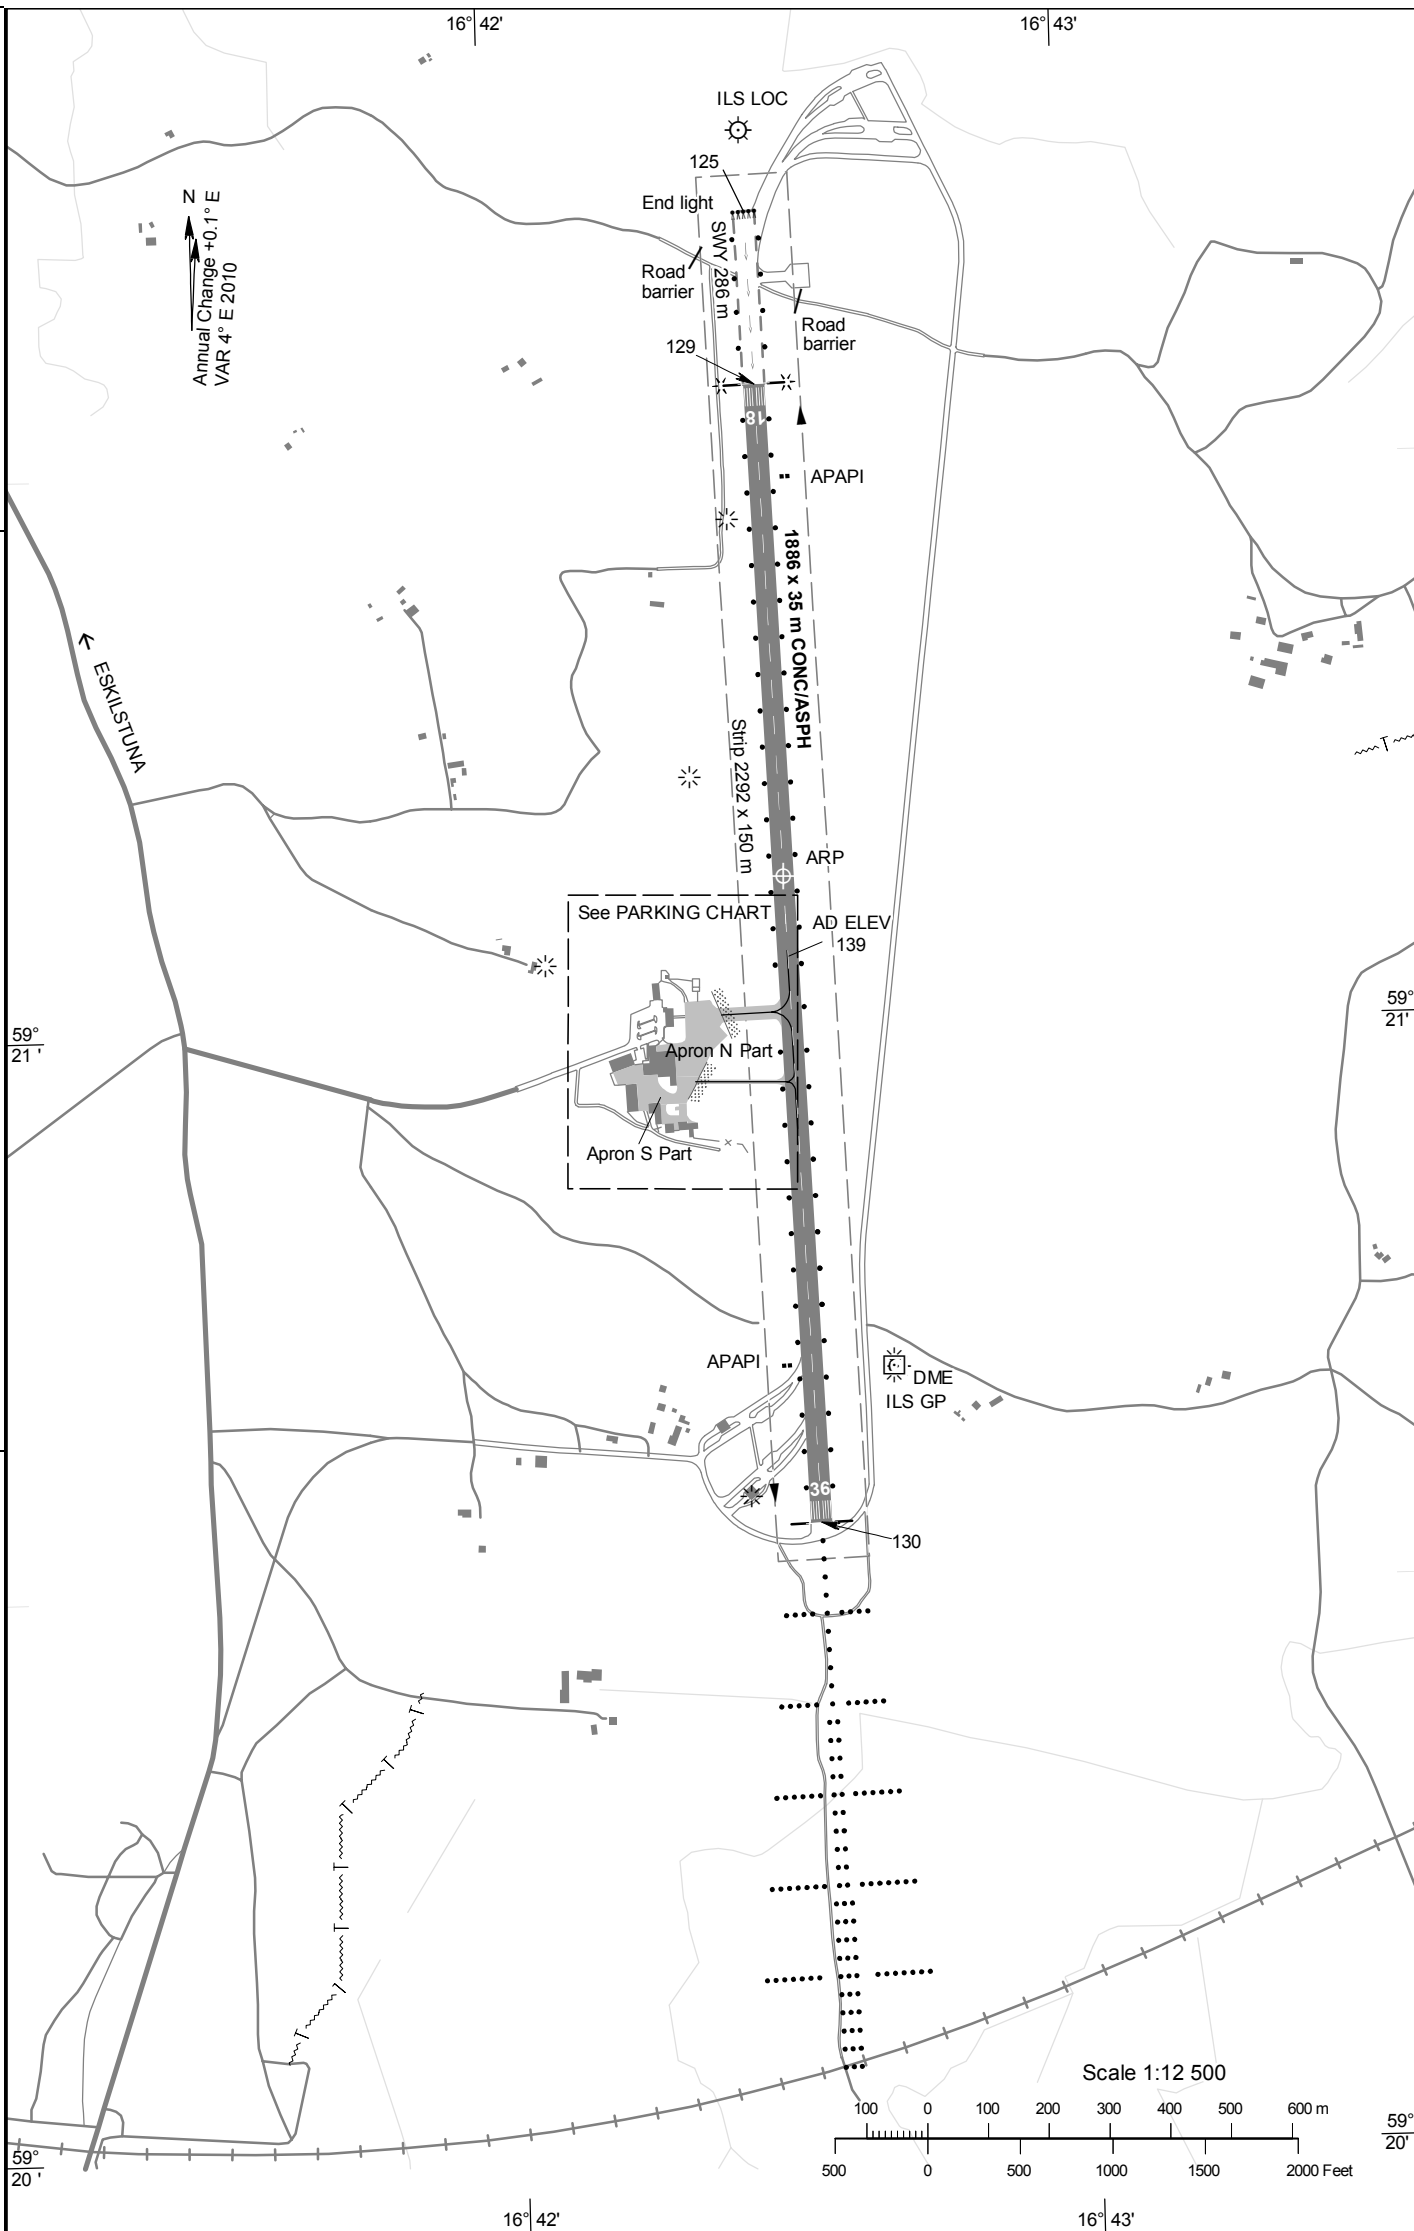 16° 42'
16° 43'
ILS LOC
125
N
End light
SWY 286 m
Annual Change +0.1° E
VAR 4° E 2010
Road
barrier
Road
barrier
129
18
APAPI
1886 x 35 m CONC/ASPH
← ESKILSTUNA
Strip 2292 x 150 m
T
ARP
See PARKING CHART
AD ELEV
139
59°
21 '
59°
21'
Apron N Part
Apron S Part
APAPI
DME
ILS GP
36
130
T
T
T
T
T
T
T
Scale 1:12 500
100 0 100 200 300 400 500 600 m
500 0 500 1000 1500 2000 Feet
59°
20 '
59°
20'
16° 42'
16° 43'